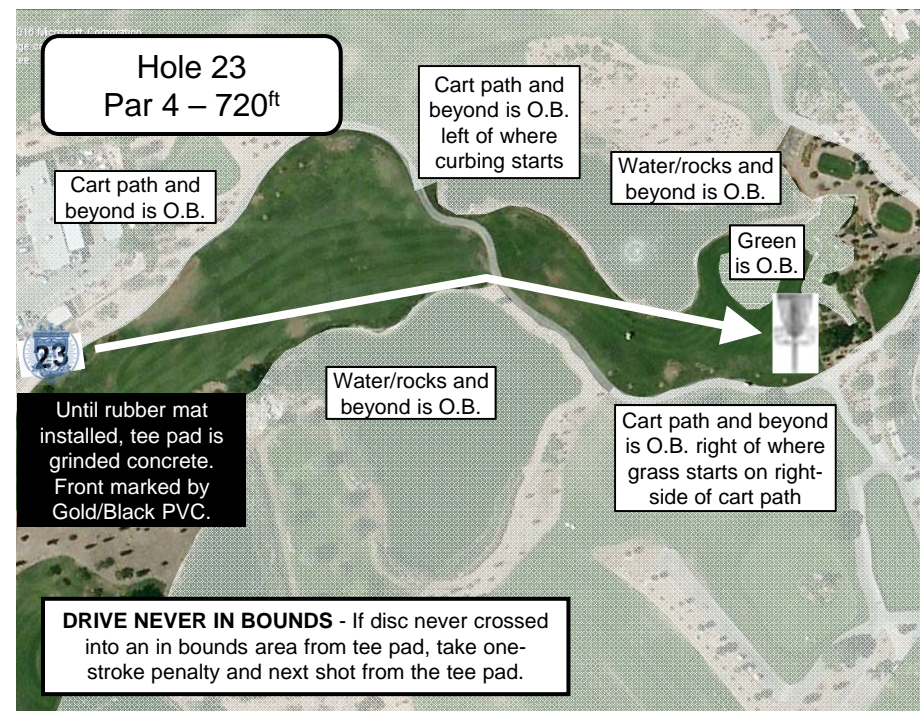 2016 Microsoft Corporation
Hole 23
Par 4 – 720ft
Cart path and
beyond is O.B.
left of where
curbing starts
Water/rocks and
beyond is O.B.
Cart path and
beyond is O.B.
Green
is O.B.
23
Water/rocks and
beyond is O.B.
Until rubber mat
installed, tee pad is
grinded concrete.
Front marked by
Gold/Black PVC.
Cart path and beyond
is O.B. right of where
grass starts on right-
side of cart path
DRIVE NEVER IN BOUNDS - If disc never crossed
into an in bounds area from tee pad, take one-
stroke penalty and next shot from the tee pad.